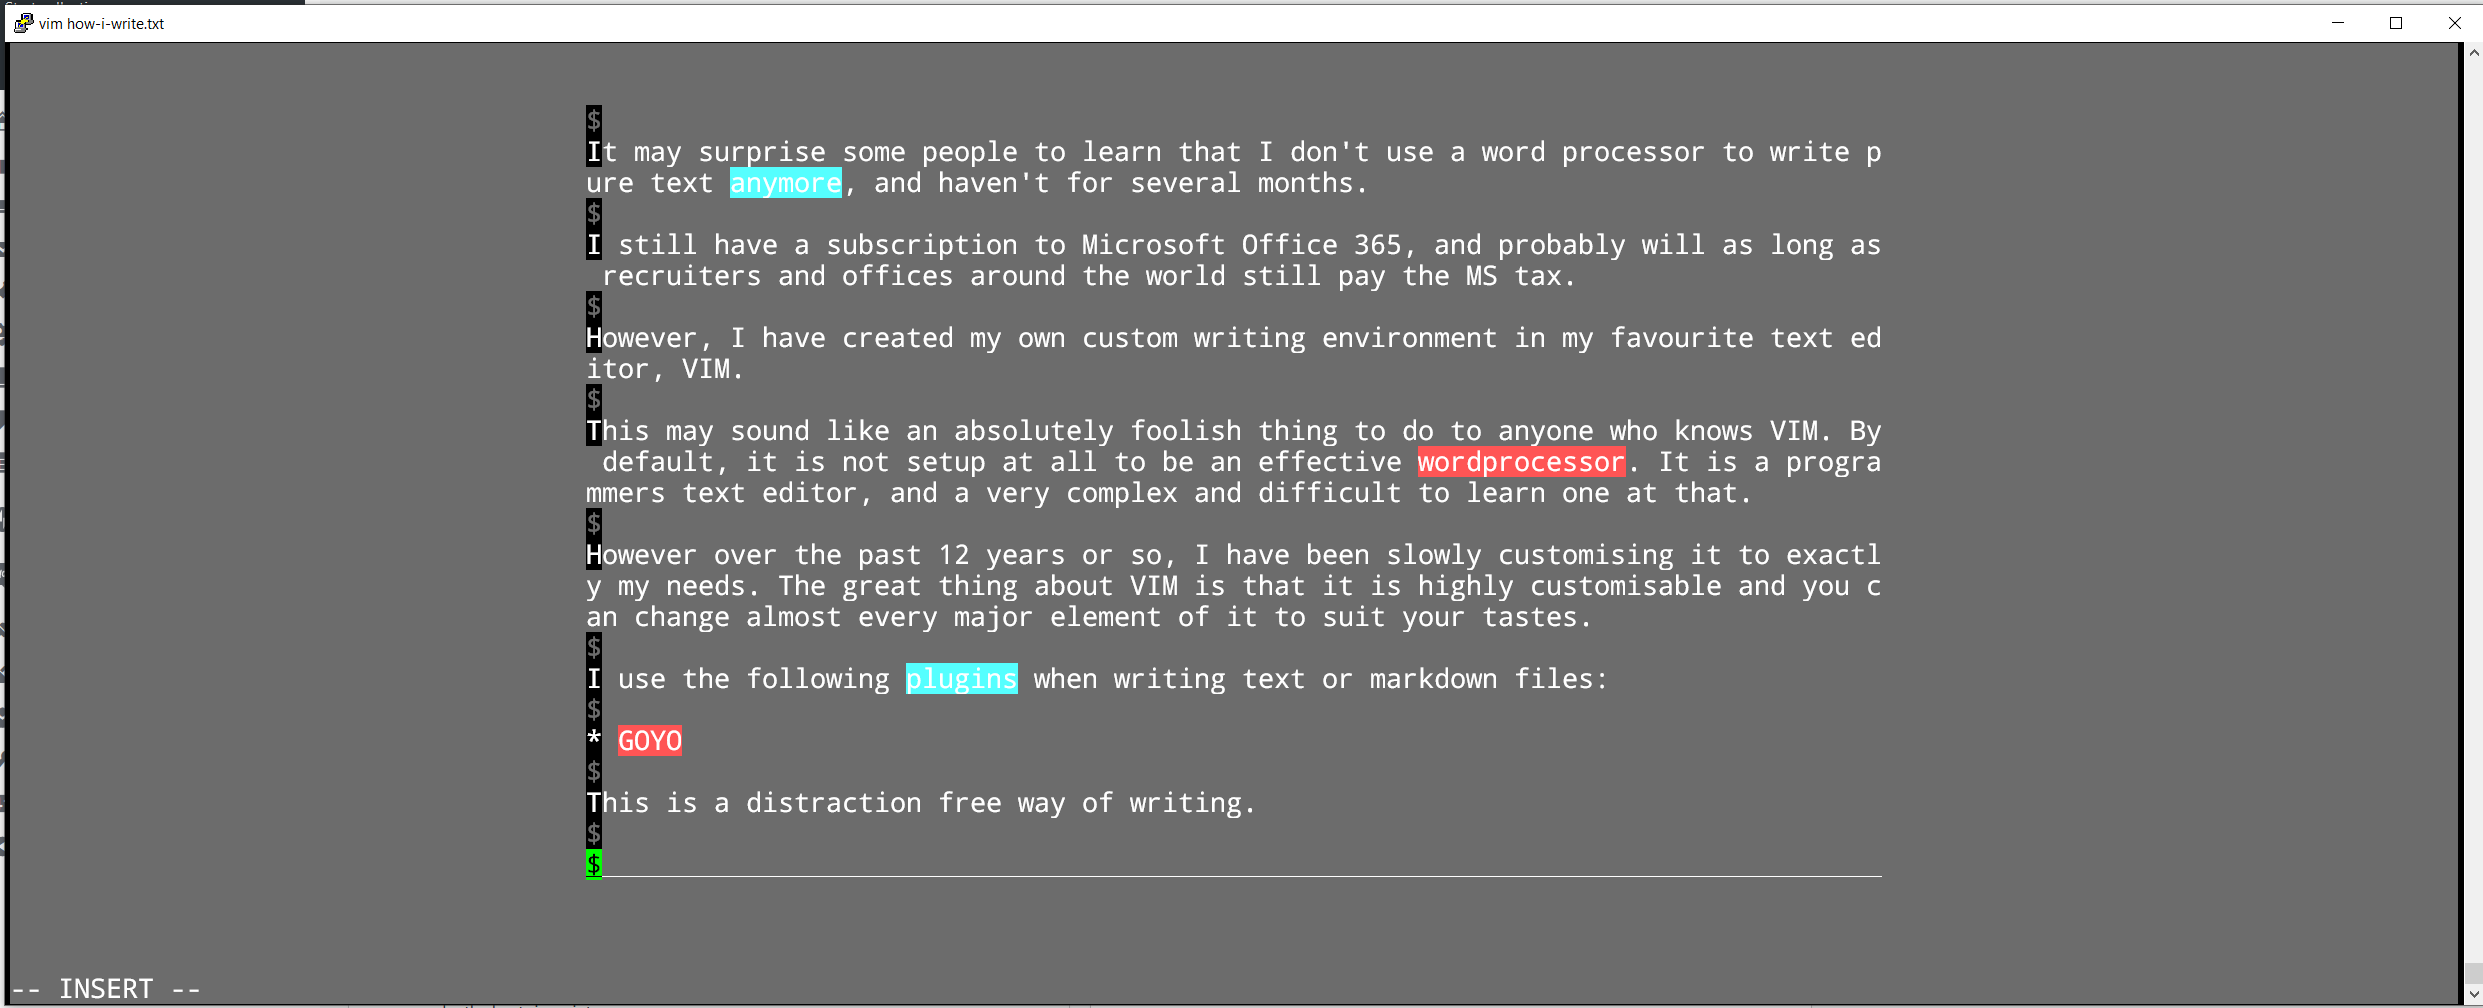 vim how-i-write.txt
$
It may surprise some people to learn that I don't use a word processor to write p
ure text anymore, and haven't for several months.
$
I still have a subscription to Microsoft Office 365, and probably will as long as
recruiters and offices around the world still pay the MS tax.
$
However, I have created my own custom writing environment in my favourite text ed
itor, VIM.
$
This may sound like an absolutely foolish thing to do to anyone who knows VIM. By
default, it is not setup at all to be an effective wordprocessor. It is a progra
mmers text editor, and a very complex and difficult to learn one at that.
$
However over the past 12 years or so, I have been slowly customising it to exactl
y my needs. The great thing about VIM is that it is highly customisable and you c
an change almost every major element of it to suit your tastes.
$
I use the following plugins when writing text or markdown files:
$
* GOYO
$
This is a distraction free way of writing.
$
$
-- INSERT --